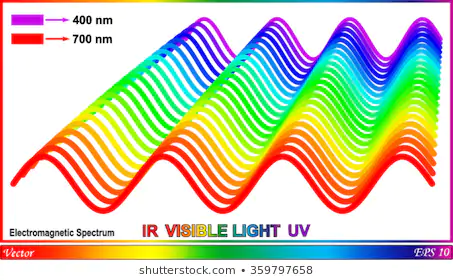 400 nm
700 nm
Electromagnetic Spectrum
IR VISIBLE LIGHT UV
Vector
EPS 10
shutterstock.com • 359797658